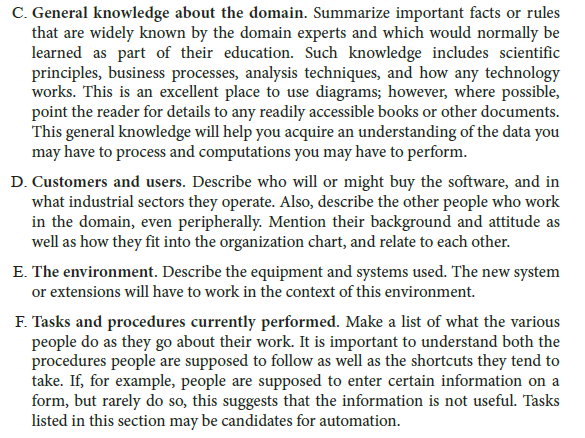 C. General knowledge about the domain. Summarize important facts or rules
that are widely known by the domain experts and which would normally be
learned as part of their education. Such knowledge includes scientific
principles, business processes, analysis techniques, and how any technology
works. This is an excellent place to use diagrams; however, where possible,
point the reader for details to any readily accessible books or other documents.
This general knowledge will help you acquire an understanding of the data you
may have to process and computations you may have to perform.
D. Customers and users. Describe who will or might buy the software, and in
what industrial sectors they operate. Also, describe the other people who work
in the domain, even peripherally. Mention their background and attitude as
well as how they fit into the organization chart, and relate to each other.
E. The environment. Describe the equipment and systems used. The new system
or extensions will have to work in the context of this environment.
F. Tasks and procedures currently performed. Make a list of what the various
people do as they go about their work. It is important to understand both the
procedures people are supposed to follow as well as the shortcuts they tend to
take. If, for example, people are supposed to enter certain information on a
form, but rarely do so, this suggests that the information is not useful. Tasks
listed in this section may be candidates for automation.